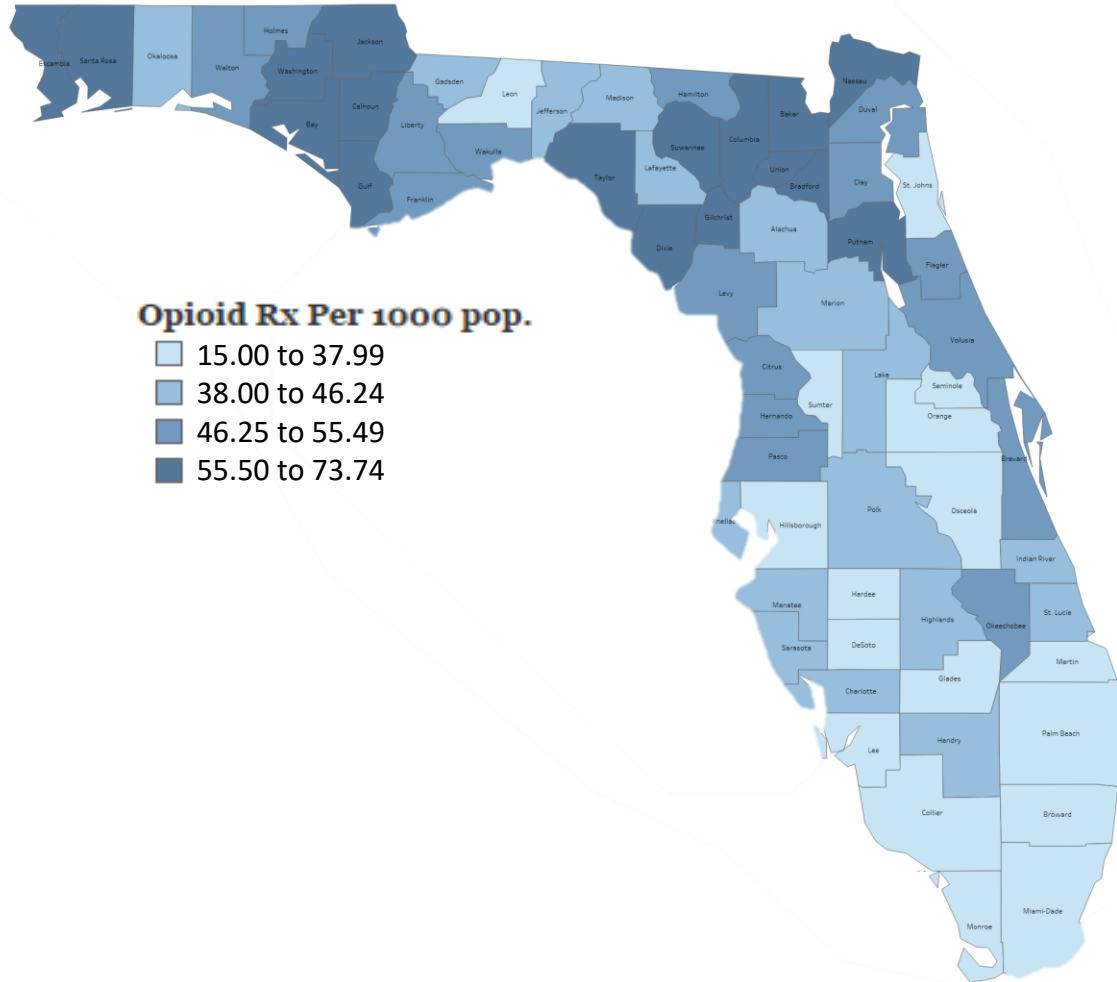 Holmes
Jackson
Escambia
Santa Rosa
Okaloosa
Walton
Washington
Calhoun
Bay
Gulf
Gadsden
Leon
Liberty
Wakulla
Franklin
Jefferson
Madison
Hamilton
Taylor
Lafayette
Suwannee
Columbia
Baker
Nassau
Duval
Union
Bradford
Clay
St. Johns
Gilchrist
Dixie
Alachua
Putnam
Flagler
Levy
Marion
Volusia
Opioid Rx Per 1000 pop.
15.00 to 37.99
38.00 to 46.24
46.25 to 55.49
55.50 to 73.74
Citrus
Sumter
Lake
Seminole
Orange
Hernando
Pasco
Brevard
nellas
Hillsborough
Polk
Osceola
Indian River
Manatee
Hardee
Highlands
Okeechobee
St. Lucie
Sarasota
DeSoto
Martin
Glades
Charlotte
Lee
Hendry
Palm Beach
Collier
Broward
Monroe
Miami-Dade